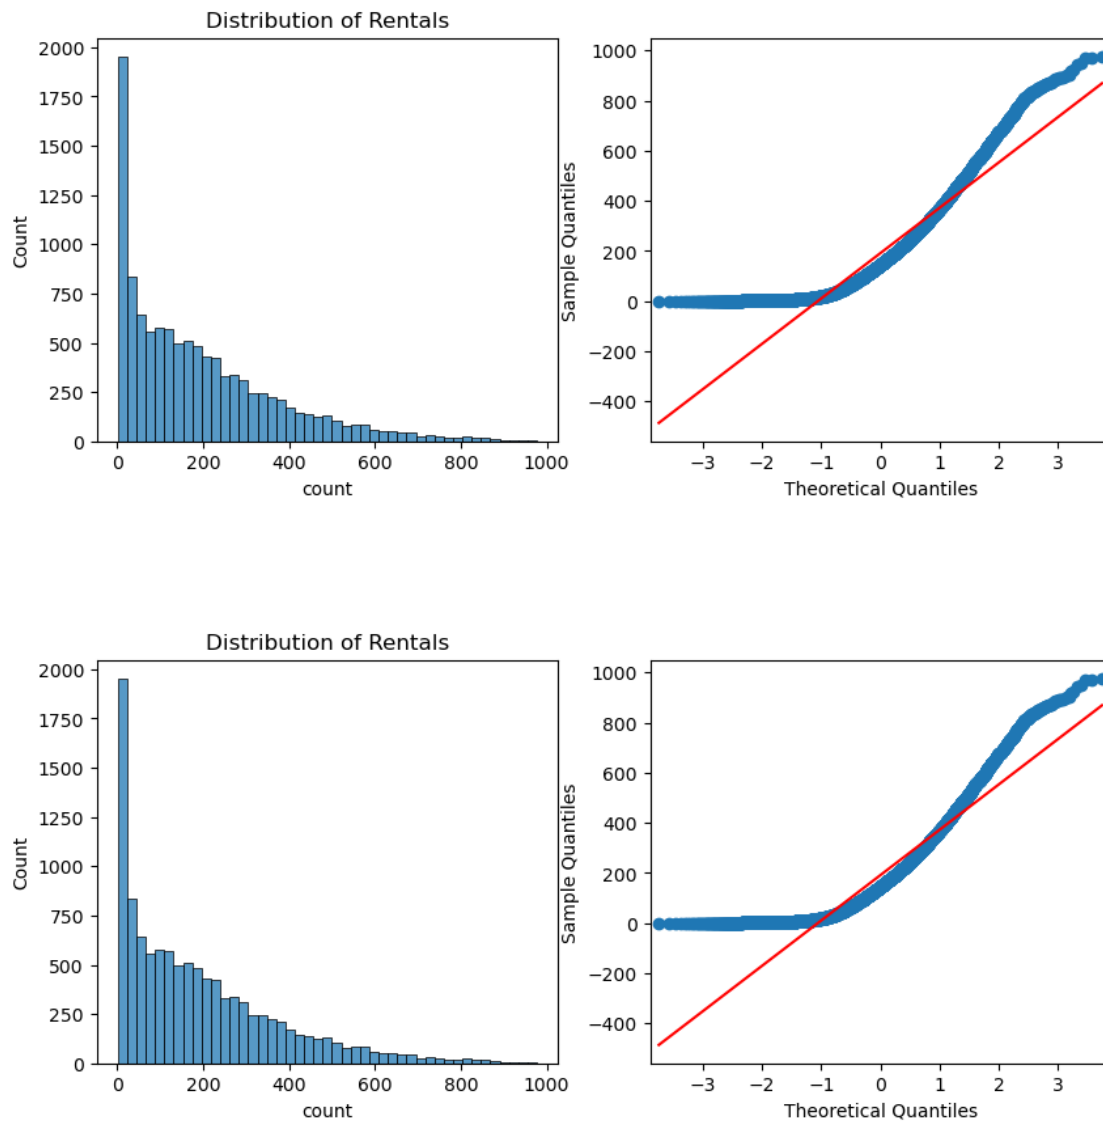 Distribution of Rentals
2000
1750
1500
1250
1000
750
500
250
0
Count
0 200 400 600 800 1000
count
1000
800
600
400
200
0
−200
−400
Sample Quantiles
−3 −2 −1 0 1 2 3
Theoretical Quantiles
Distribution of Rentals
2000
1750
1500
1250
1000
750
500
250
0
Count
0 200 400 600 800 1000
count
1000
800
600
400
200
0
−200
−400
Sample Quantiles
−3 −2 −1 0 1 2 3
Theoretical Quantiles